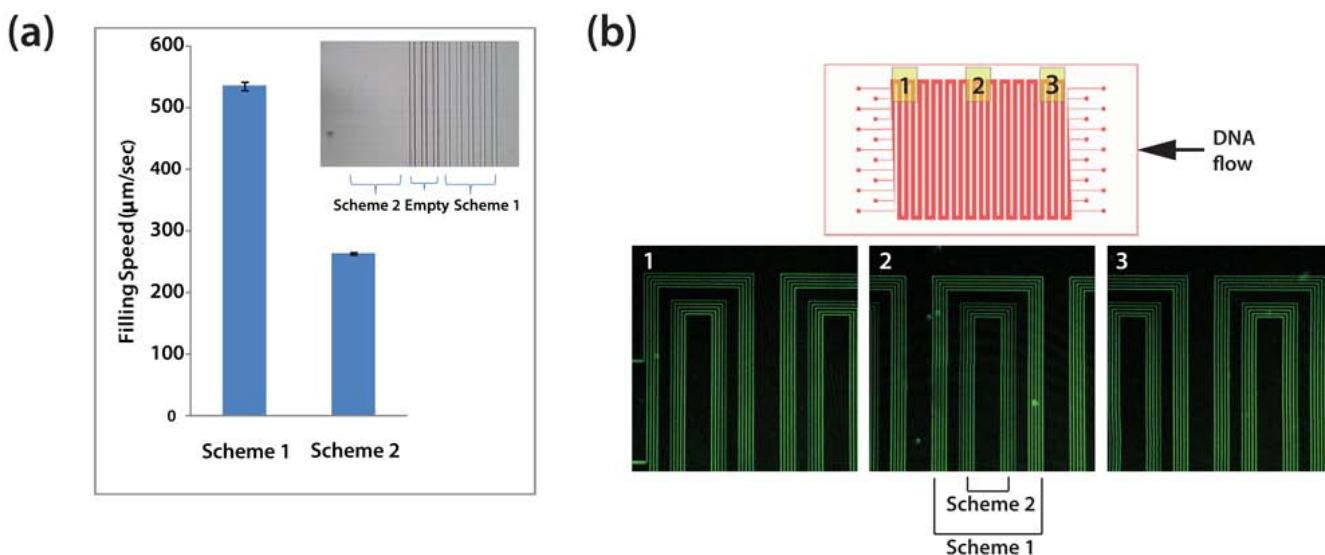 (a)
600
500
400
300
200
100
0
Filling Speed (µm/sec)
Scheme 2 Empty Scheme 1
Scheme 1 Scheme 2
(b)
1 2 3
DNA
flow
1 2 3
Scheme 2
Scheme 1